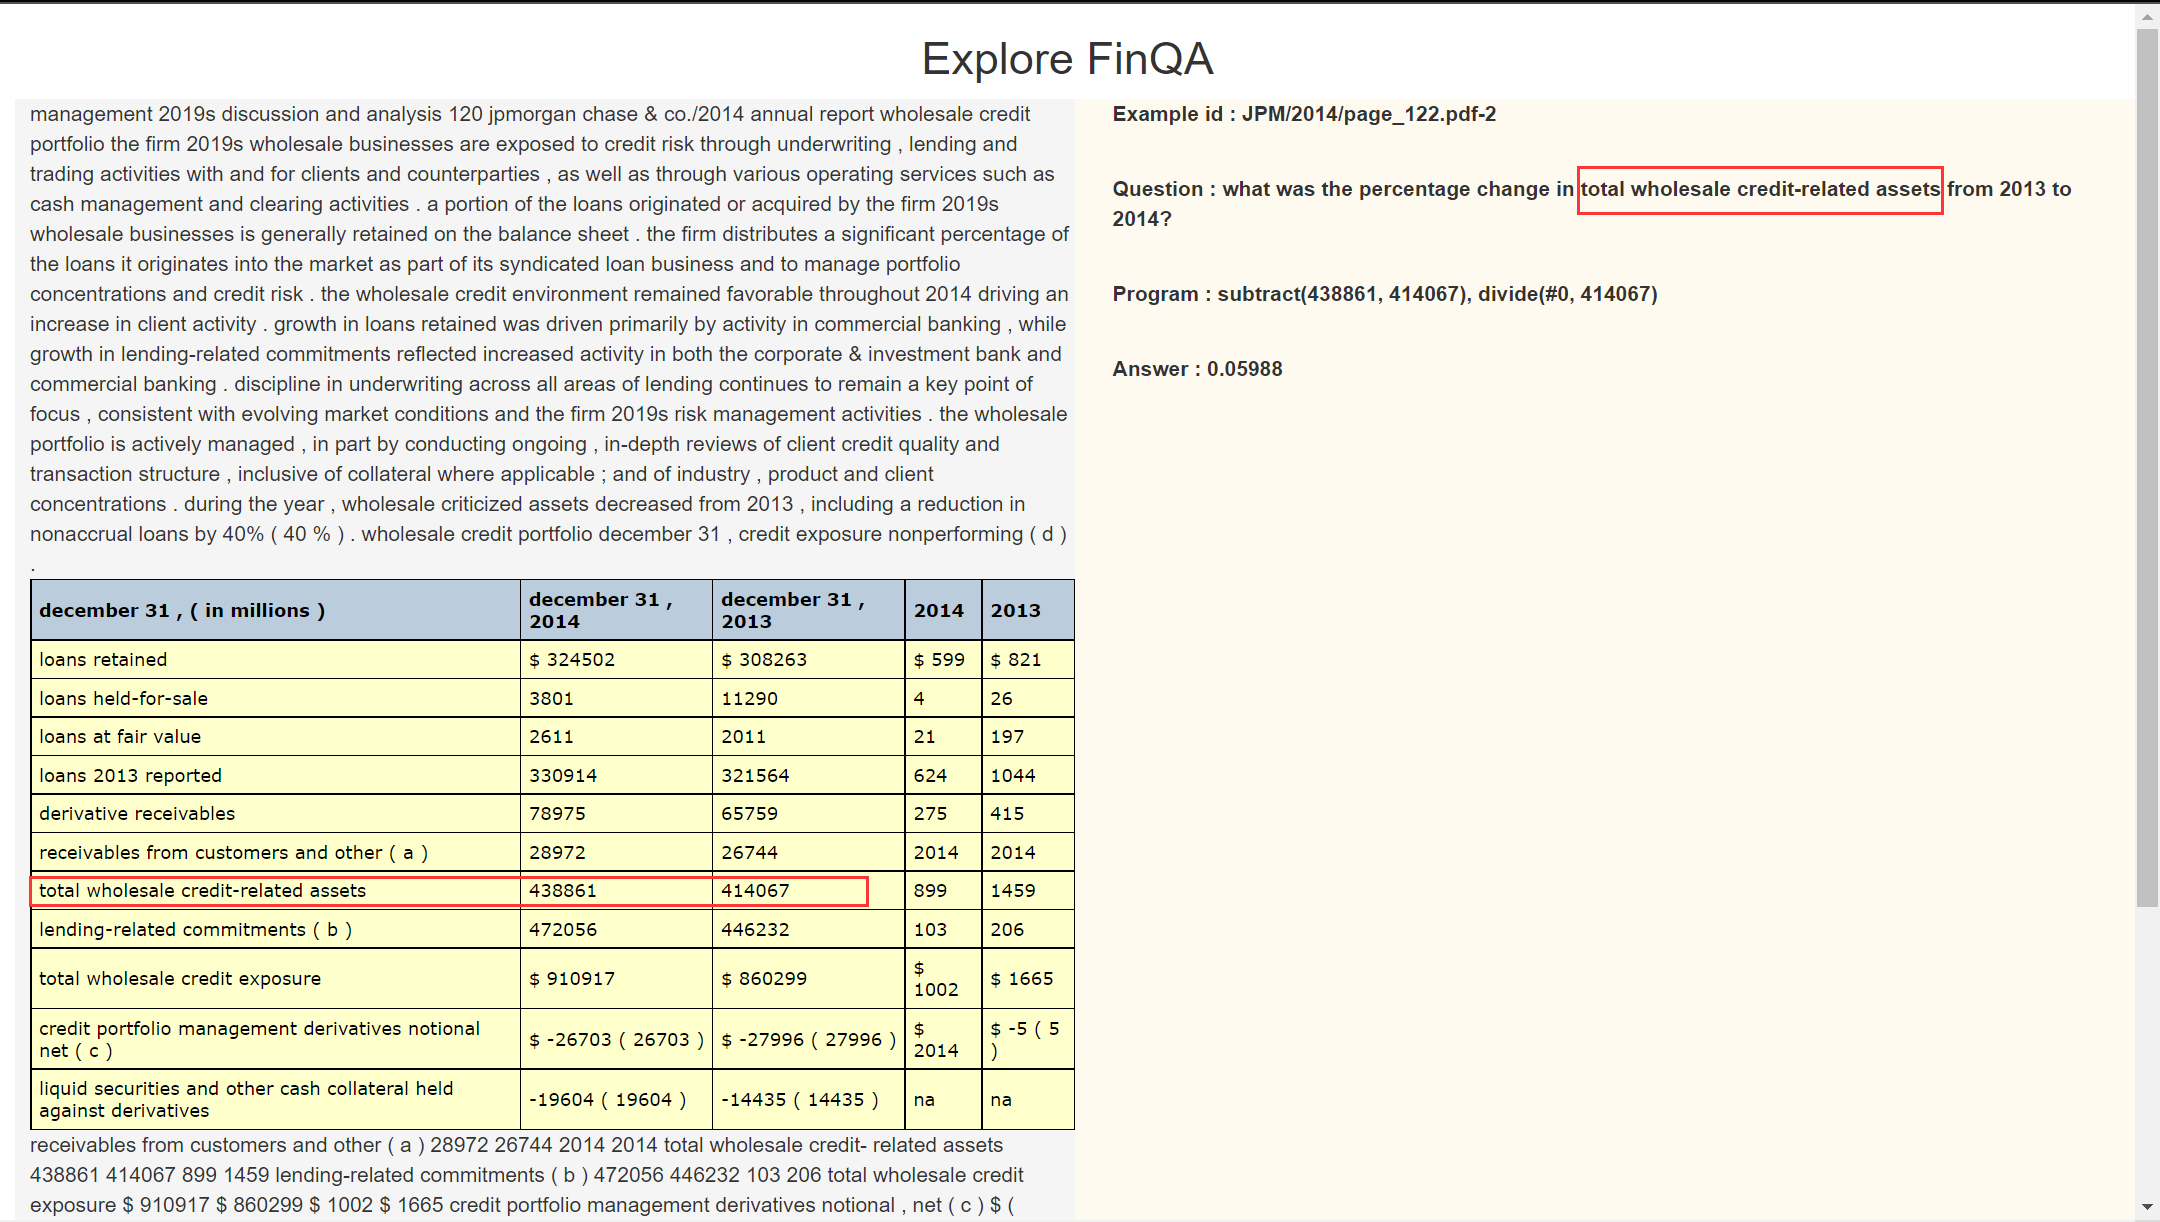 Explore FinQA
management 2019s discussion and analysis 120 jpmorgan chase & co./2014 annual report wholesale credit
portfolio the firm 2019s wholesale businesses are exposed to credit risk through underwriting , lending and
trading activities with and for clients and counterparties , as well as through various operating services such as
cash management and clearing activities . a portion of the loans originated or acquired by the firm 2019s
wholesale businesses is generally retained on the balance sheet . the firm distributes a significant percentage of
the loans it originates into the market as part of its syndicated loan business and to manage portfolio
concentrations and credit risk . the wholesale credit environment remained favorable throughout 2014 driving an
increase in client activity . growth in loans retained was driven primarily by activity in commercial banking , while
growth in lending-related commitments reflected increased activity in both the corporate & investment bank and
commercial banking . discipline in underwriting across all areas of lending continues to remain a key point of
focus , consistent with evolving market conditions and the firm 2019s risk management activities . the wholesale
portfolio is actively managed , in part by conducting ongoing , in-depth reviews of client credit quality and
transaction structure , inclusive of collateral where applicable ; and of industry , product and client
concentrations . during the year , wholesale criticized assets decreased from 2013 , including a reduction in
nonaccrual loans by 40% ( 40 % ) . wholesale credit portfolio december 31 , credit exposure nonperforming ( d )
.
december 31 , ( in millions ) december 31 , 2014 december 31 , 2013 2014 2013
loans retained $ 324502 $ 308263 $ 599 $ 821
loans held-for-sale 3801 11290 4 26
loans at fair value 2611 2011 21 197
loans 2013 reported 330914 321564 624 1044
derivative receivables 78975 65759 275 415
receivables from customers and other ( a ) 28972 26744 2014 2014
total wholesale credit-related assets 438861 414067 899 1459
lending-related commitments ( b ) 472056 446232 103 206
total wholesale credit exposure $ 910917 $ 860299 $ 1002 $ 1665
credit portfolio management derivatives notional net ( c ) $ -26703 ( 26703 ) $ -27996 ( 27996 ) $ 2014 $ -5 ( 5 )
liquid securities and other cash collateral held against derivatives -19604 ( 19604 ) -14435 ( 14435 ) na na
receivables from customers and other ( a ) 28972 26744 2014 2014 total wholesale credit- related assets
438861 414067 899 1459 lending-related commitments ( b ) 472056 446232 103 206 total wholesale credit
exposure $ 910917 $ 860299 $ 1002 $ 1665 credit portfolio management derivatives notional , net ( c ) $ (
Example id : JPM/2014/page_122.pdf-2
Question : what was the percentage change in total wholesale credit-related assets from 2013 to
2014?
Program : subtract(438861, 414067), divide(#0, 414067)
Answer : 0.05988